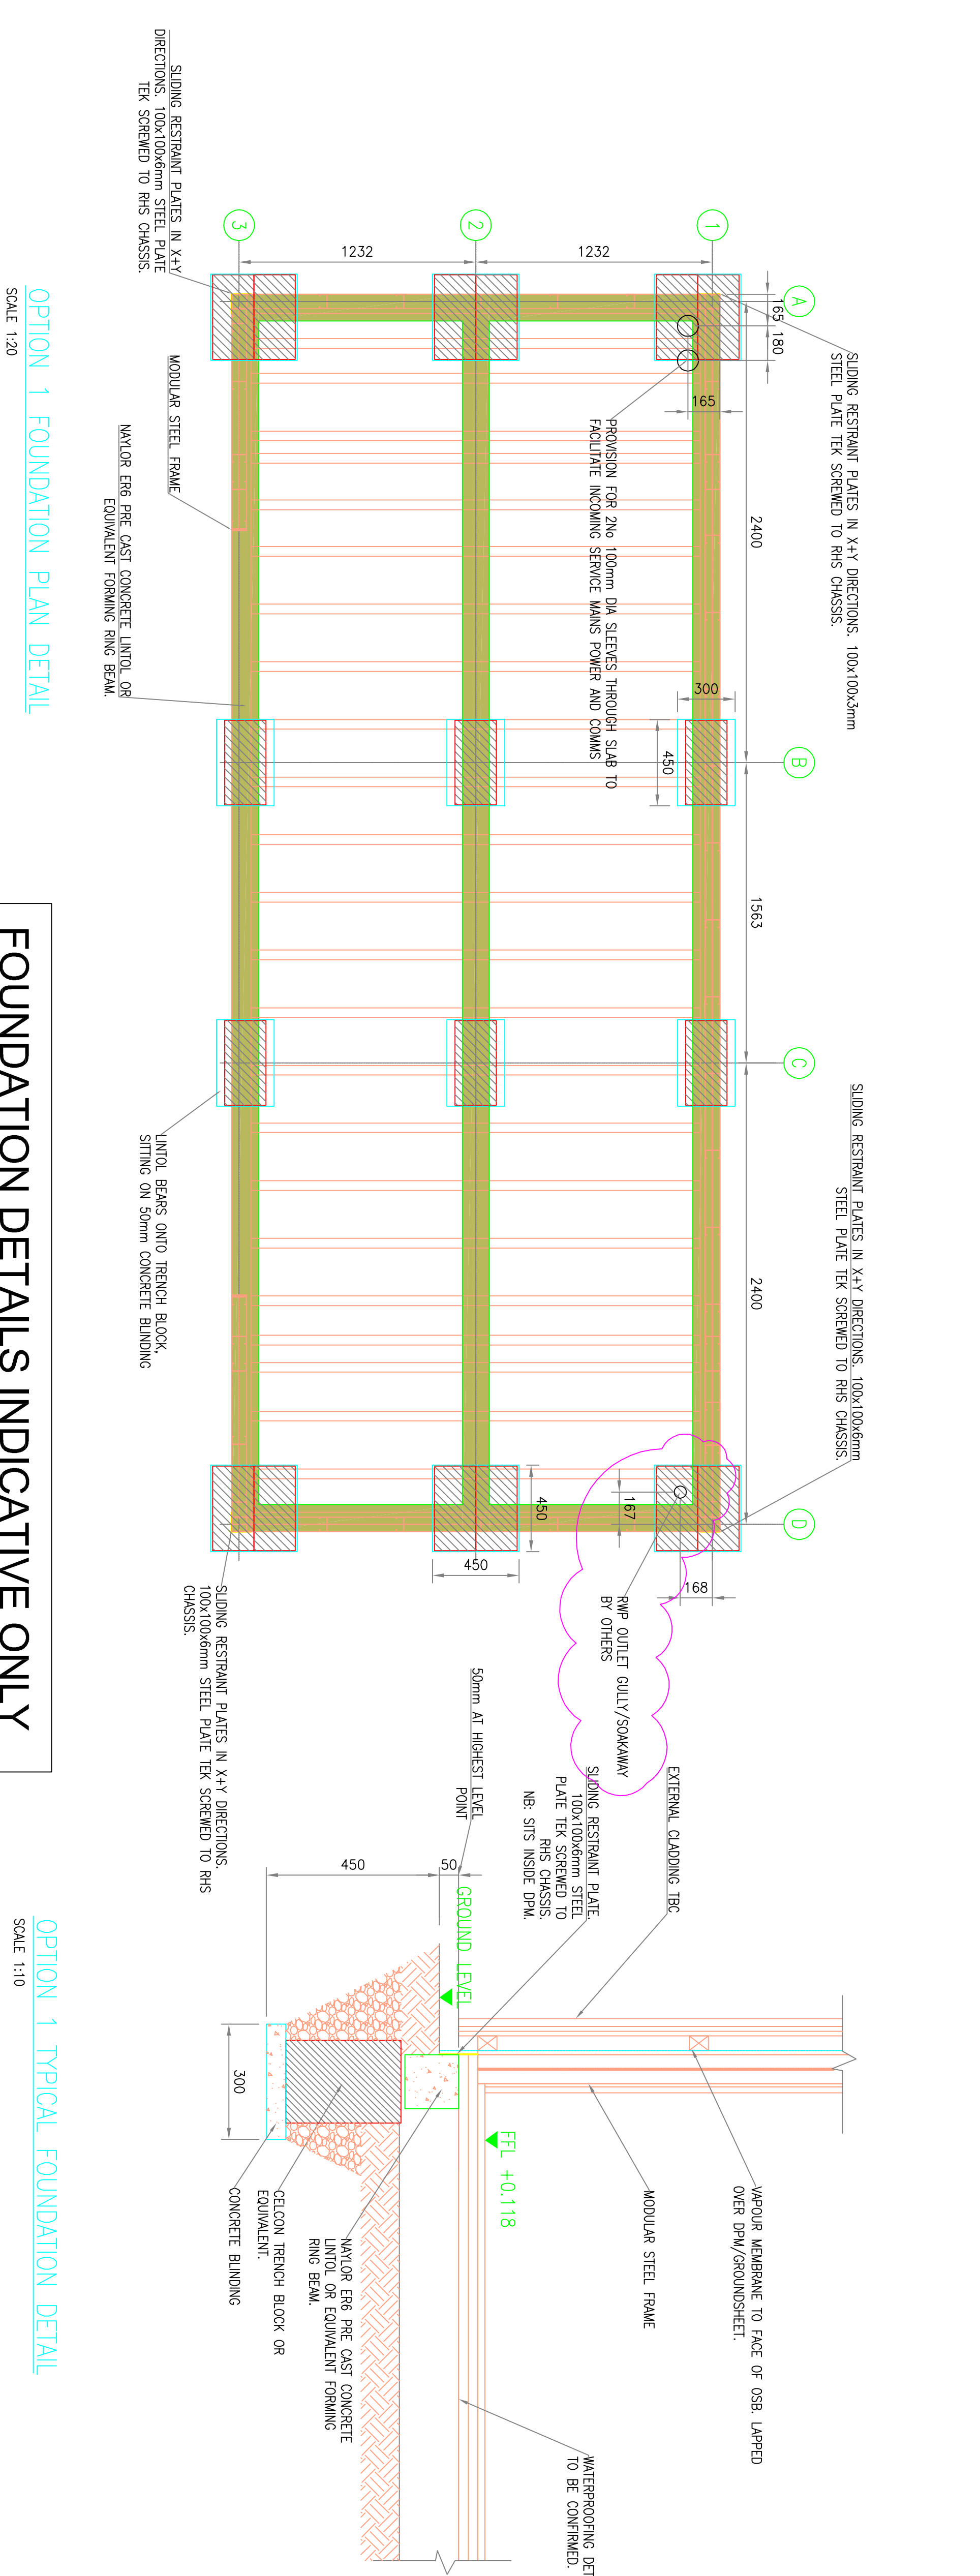 SLIDING RESTRAINT PLATES IN X+Y DIRECTIONS. 100x100x3mm
STEEL PLATE TEK SCREWED TO RHS CHASSIS.
SLIDING RESTRAINT PLATES IN X+Y DIRECTIONS. 100x100x6mm
STEEL PLATE TEK SCREWED TO RHS CHASSIS.
A
B
C
D
165
180
2400
1563
2400
165
300
450
168
167
450
450
1
2
3
1232
1232
PROVISION FOR 2No 100mm DIA SLEEVES THROUGH SLAB TO
FACILITATE INCOMING SERVICE MAINS POWER AND COMMS
RWP OUTLET GULLY/SOAKAWAY
BY OTHERS
SLIDING RESTRAINT PLATES IN X+Y
DIRECTIONS. 100x100x6mm STEEL PLATE
TEK SCREWED TO RHS CHASSIS.
MODULAR STEEL FRAME
NAYLOR ER6 PRE CAST CONCRETE LINTOL OR
EQUIVALENT FORMING RING BEAM.
LINTOL BEARS ONTO TRENCH BLOCK,
SITTING ON 50mm CONCRETE BLINDING
SLIDING RESTRAINT PLATES IN X+Y DIRECTIONS.
100x100x6mm STEEL PLATE TEK SCREWED TO RHS
CHASSIS.
OPTION 1 FOUNDATION PLAN DETAIL
SCALE 1:20
FOUNDATION DETAILS INDICATIVE ONLY
EXTERNAL CLADDING TBC
SLIDING RESTRAINT PLATE.
100x100x6mm STEEL
PLATE TEK SCREWED TO
RHS CHASSIS.
NB: SITS INSIDE DPM.
50mm AT HIGHEST LEVEL
POINT
GROUND LEVEL
50
450
300
VAPOUR MEMBRANE TO FACE OF OSB. LAPPED
OVER DPM/GROUNDSHEET.
MODULAR STEEL FRAME
FFL +0.118
WATERPROOFING DET
TO BE CONFIRMED.
NAYLOR ER6 PRE CAST CONCRETE
LINTOL OR EQUIVALENT FORMING
RING BEAM.
CELCON TRENCH BLOCK OR
EQUIVALENT.
CONCRETE BLINDING
OPTION 1 TYPICAL FOUNDATION DETAIL
SCALE 1:10